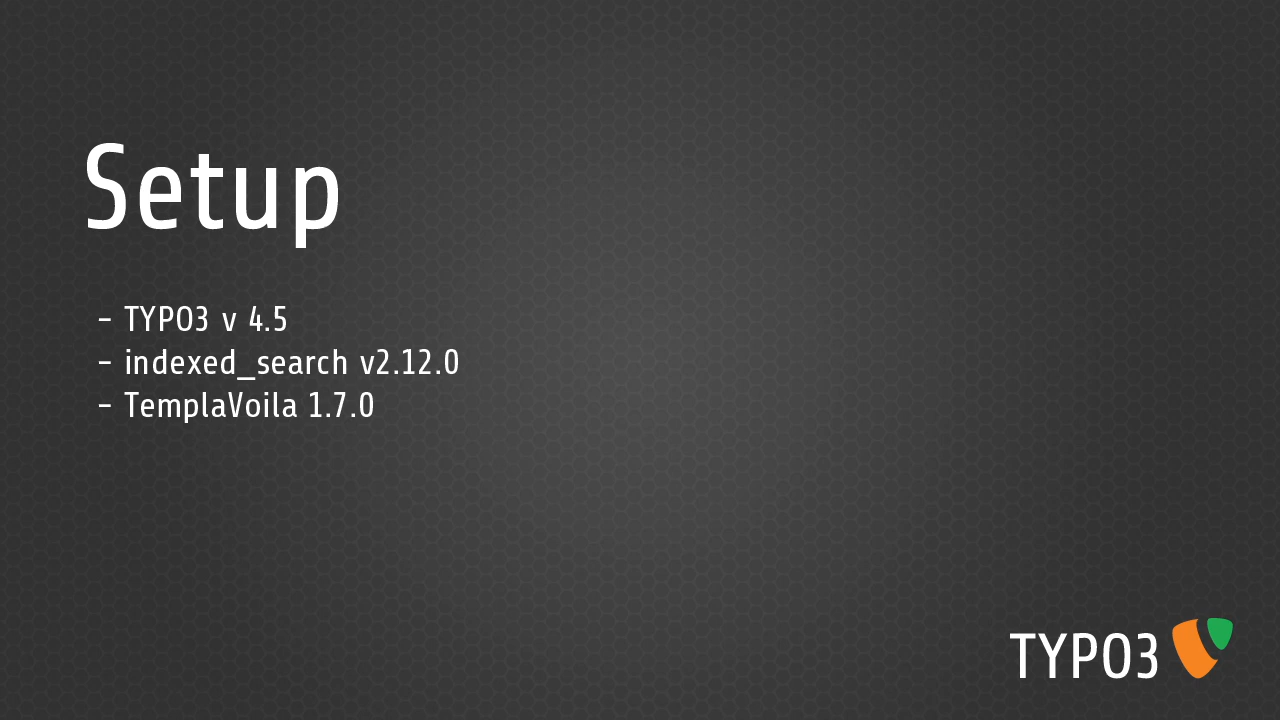 Setup
- TYPO3 v 4.5
- indexed_search v2.12.0
- TemplaVoila 1.7.0
TYPO3